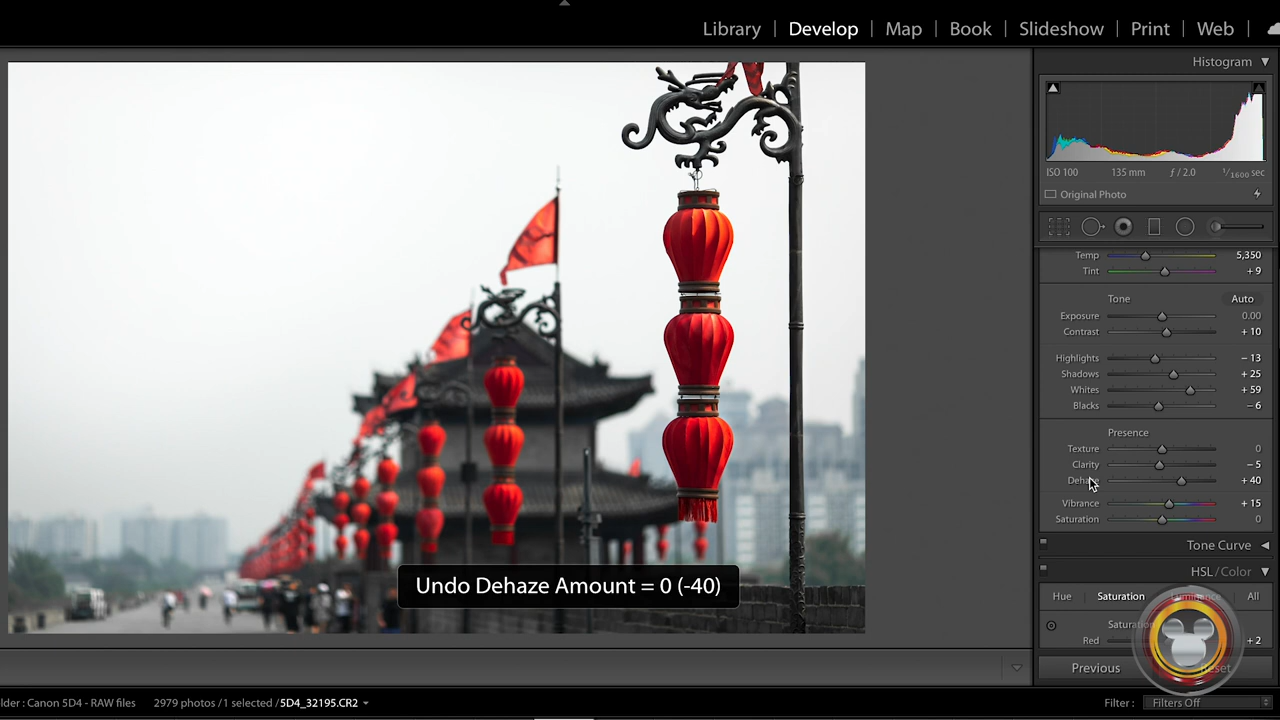 Library | Develop | Map | Book | Slideshow | Print | Web |
Histogram
ISO 100 135 mm ƒ / 2.0 1/1600 sec
Original Photo
Temp 5,350
Tint + 9
Tone Auto
Exposure 0.00
Contrast + 10
Highlights – 13
Shadows + 25
Whites + 59
Blacks – 6
Presence
Texture 0
Clarity – 5
+ 40
Vibrance + 15
Saturation 0
Undo Dehaze Amount = 0 (-40)
Tone Curve
HSL / Color
Hue Saturation Luminance All
Red + 2
Previous Reset
lder : Canon 5D4 - RAW files 2979 photos / 1 selected / 5D4_32195.CR2
Filter : Filters Off